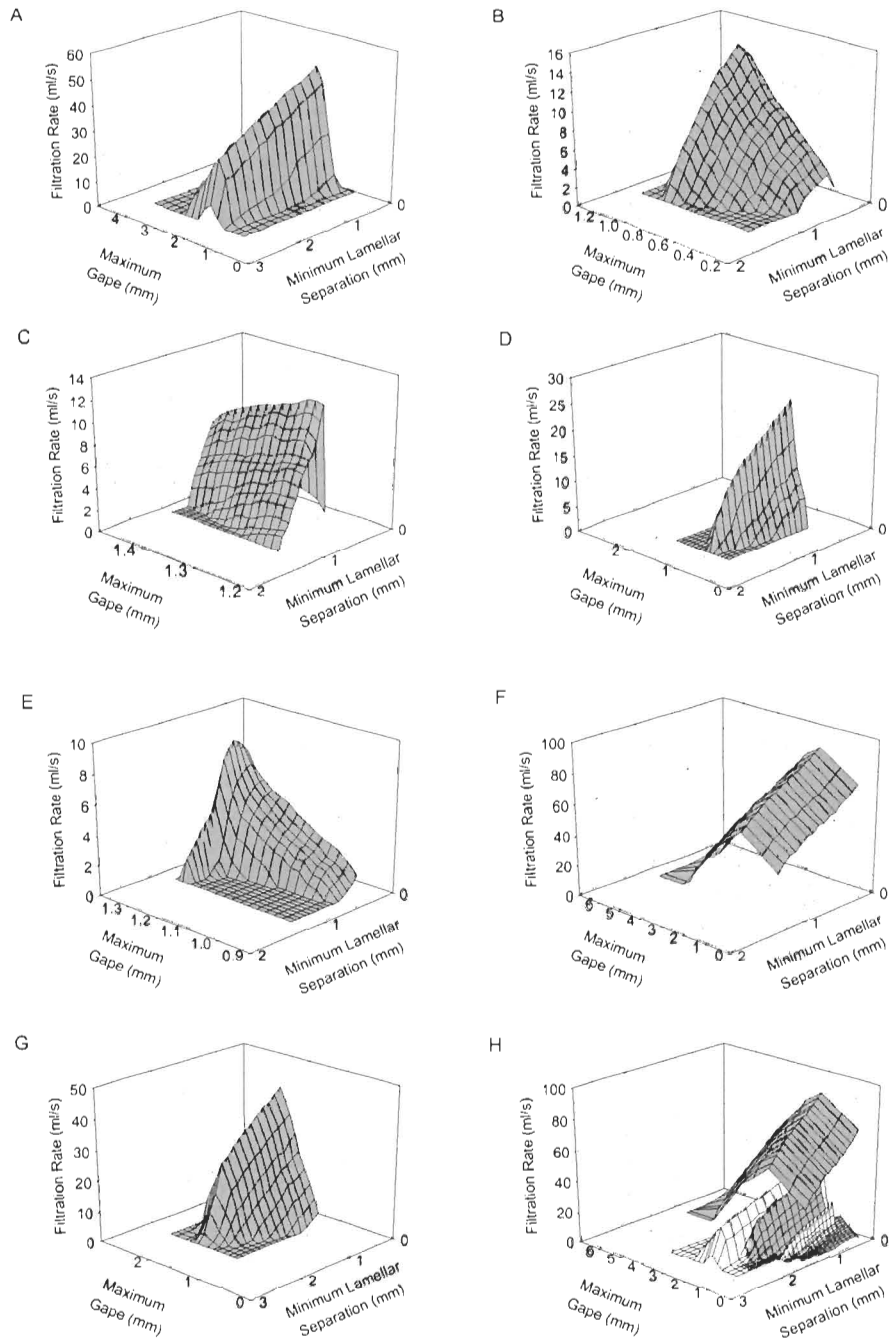 A
Filtration Rate (ml/s)
60
50
40
30
20
10
0
4
3
2
1
0
Maximum
Gape (mm)
3
2
1
0
Minimum Lamellar
Separation (mm)
B
Filtration Rate (ml/s)
16
14
12
10
8
6
4
2
0
1.2
1.0
0.8
0.6
0.4
0.2
Maximum
Gape (mm)
2
1
0
Minimum Lamellar
Separation (mm)
C
Filtration Rate (ml/s)
14
12
10
8
6
4
2
0
1.4
1.3
1.2
Maximum
Gape (mm)
2
1
0
Minimum Lamellar
Separation (mm)
D
Filtration Rate (ml/s)
30
25
20
15
10
5
0
2
1
0
Maximum
Gape (mm)
2
1
0
Minimum Lamellar
Separation (mm)
E
Filtration Rate (ml/s)
10
8
6
4
2
0
1.3
1.2
1.1
1.0
0.9
Maximum
Gape (mm)
2
1
0
Minimum Lamellar
Separation (mm)
F
Filtration Rate (ml/s)
100
80
60
40
20
0
6
5
4
3
2
1
0
Maximum
Gape (mm)
2
1
0
Minimum Lamellar
Separation (mm)
G
Filtration Rate (ml/s)
50
40
30
20
10
0
2
1
0
Maximum
Gape (mm)
3
2
1
0
Minimum Lamellar
Separation (mm)
H
Filtration Rate (ml/s)
100
80
60
40
20
0
6
5
4
3
2
1
0
Maximum
Gape (mm)
3
2
1
0
Minimum Lamellar
Separation (mm)